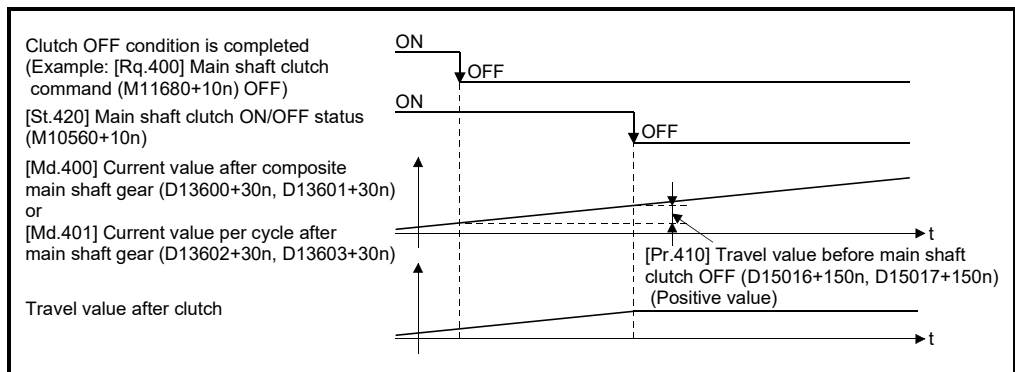 Clutch OFF condition is completed
(Example: [Rq.400] Main shaft clutch
command (M11680+10n) OFF)
ON
OFF
[St.420] Main shaft clutch ON/OFF status
(M10560+10n)
ON
OFF
[Md.400] Current value after composite
main shaft gear (D13600+30n, D13601+30n)
or
[Md.401] Current value per cycle after
main shaft gear (D13602+30n, D13603+30n)
t
[Pr.410] Travel value before main shaft
clutch OFF (D15016+150n, D15017+150n)
(Positive value)
Travel value after clutch
t